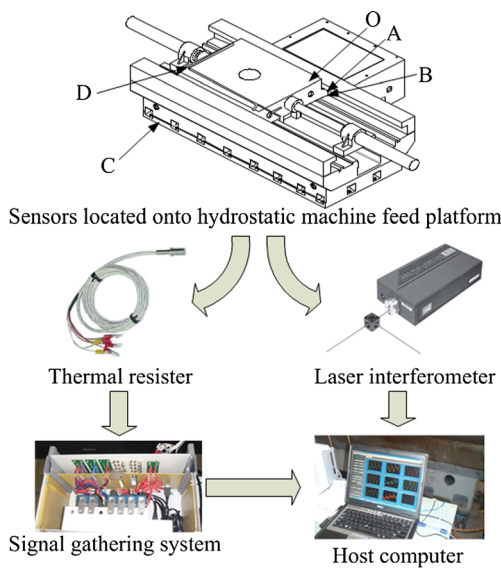 O
A
B
D
C
Sensors located onto hydrostatic machine feed platform
Thermal resister
Laser interferometer
Signal gathering system
Host computer